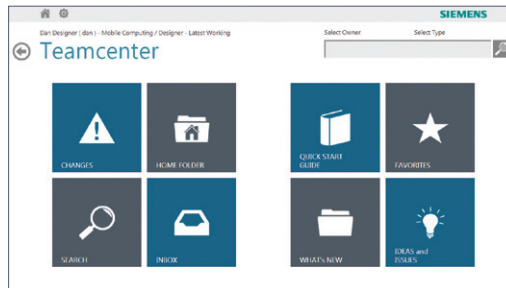 SIEMENS
Dan Designer ( dan ) - Mobile Computing / Designer - Latest Working
Select Owner
Select Type
Teamcenter
CHANGES
HOME FOLDER
QUICK START
GUIDE
FAVORITES
SEARCH
INBOX
WHAT's NEW
IDEAS and
ISSUES